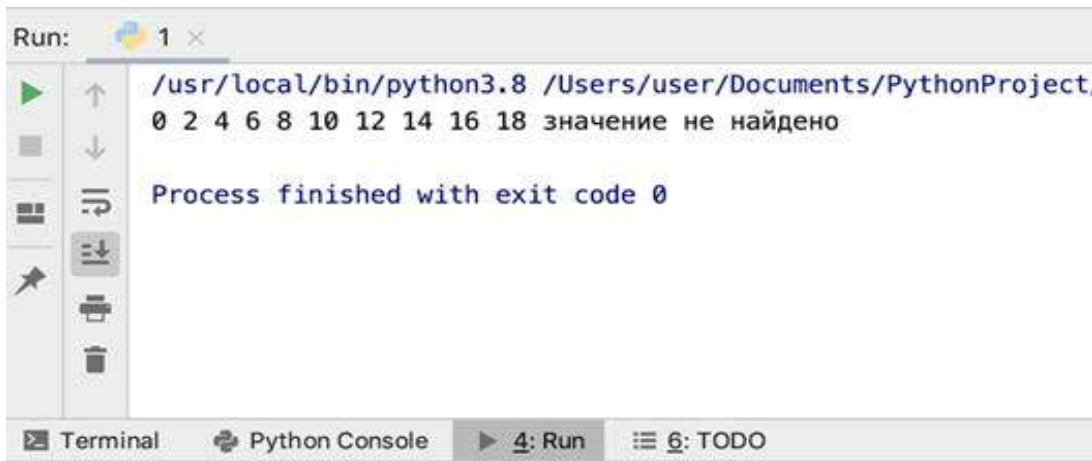 Run: 1
/usr/local/bin/python3.8 /Users/user/Documents/PythonProject/
0 2 4 6 8 10 12 14 16 18 значение не найдено
Process finished with exit code 0
Terminal Python Console 4: Run 6: TODO